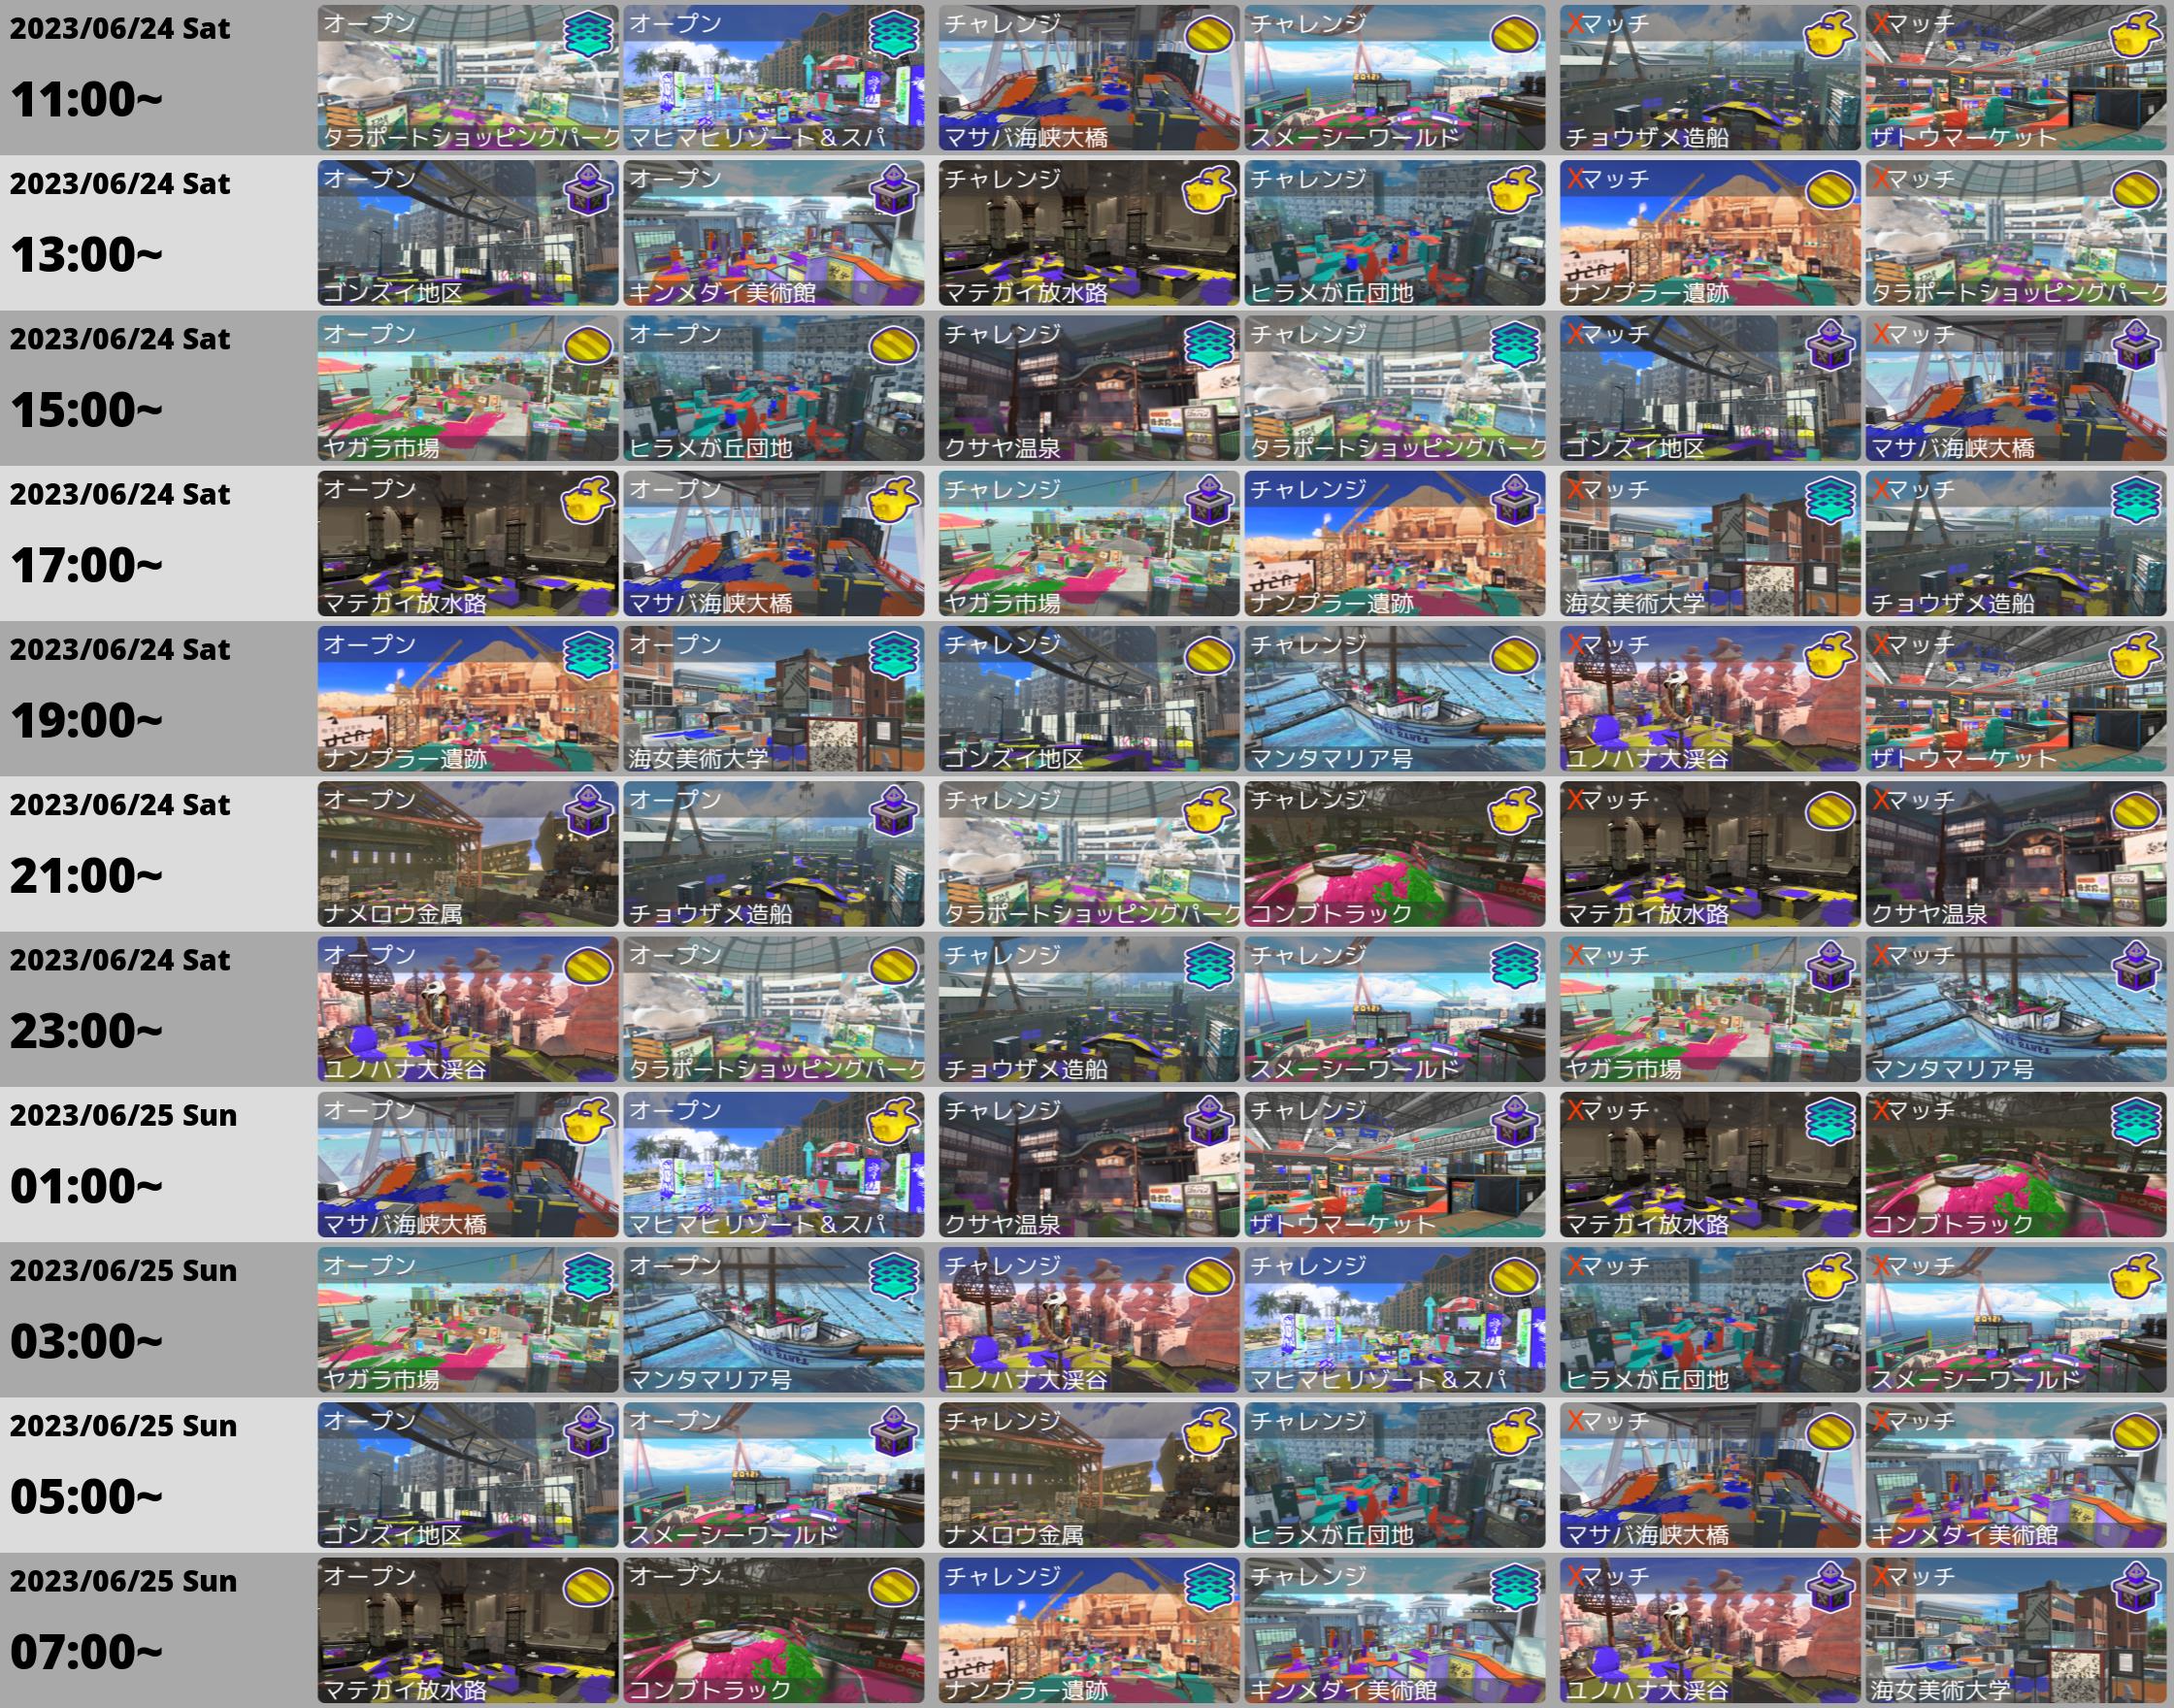 2023/06/24 Sat
11:00~
オープン
タラポートショッピングパーク
オープン
マヒマヒリゾート＆スパ
チャレンジ
マサバ海峡大橋
チャレンジ
スメーシーワールド
Xマッチ
チョウザメ造船
Xマッチ
ザトウマーケット
2023/06/24 Sat
13:00~
オープン
ゴンズイ地区
オープン
キンメダイ美術館
チャレンジ
マテガイ放水路
チャレンジ
ヒラメが丘団地
Xマッチ
ナンプラー遺跡
Xマッチ
タラポートショッピングパーク
2023/06/24 Sat
15:00~
オープン
ヤガラ市場
オープン
ヒラメが丘団地
チャレンジ
クサヤ温泉
チャレンジ
タラポートショッピングパーク
Xマッチ
ゴンズイ地区
Xマッチ
マサバ海峡大橋
2023/06/24 Sat
17:00~
オープン
マテガイ放水路
オープン
マサバ海峡大橋
チャレンジ
ヤガラ市場
チャレンジ
ナンプラー遺跡
Xマッチ
海女美術大学
Xマッチ
チョウザメ造船
2023/06/24 Sat
19:00~
オープン
ナンプラー遺跡
オープン
海女美術大学
チャレンジ
ゴンズイ地区
チャレンジ
マンタマリア号
Xマッチ
ユノハナ大渓谷
Xマッチ
ザトウマーケット
2023/06/24 Sat
21:00~
オープン
ナメロウ金属
オープン
チョウザメ造船
チャレンジ
タラポートショッピングパーク
チャレンジ
コンブトラック
Xマッチ
マテガイ放水路
Xマッチ
クサヤ温泉
2023/06/24 Sat
23:00~
オープン
ユノハナ大渓谷
オープン
タラポートショッピングパーク
チャレンジ
チョウザメ造船
チャレンジ
スメーシーワールド
Xマッチ
ヤガラ市場
Xマッチ
マンタマリア号
2023/06/25 Sun
01:00~
オープン
マサバ海峡大橋
オープン
マヒマヒリゾート＆スパ
チャレンジ
クサヤ温泉
チャレンジ
ザトウマーケット
Xマッチ
マテガイ放水路
Xマッチ
コンブトラック
2023/06/25 Sun
03:00~
オープン
ヤガラ市場
オープン
マンタマリア号
チャレンジ
ユノハナ大渓谷
チャレンジ
マヒマヒリゾート＆スパ
Xマッチ
ヒラメが丘団地
Xマッチ
スメーシーワールド
2023/06/25 Sun
05:00~
オープン
ゴンズイ地区
オープン
スメーシーワールド
チャレンジ
ナメロウ金属
チャレンジ
ヒラメが丘団地
Xマッチ
マサバ海峡大橋
Xマッチ
キンメダイ美術館
2023/06/25 Sun
07:00~
オープン
マテガイ放水路
オープン
コンブトラック
チャレンジ
ナンプラー遺跡
チャレンジ
キンメダイ美術館
Xマッチ
ユノハナ大渓谷
Xマッチ
海女美術大学